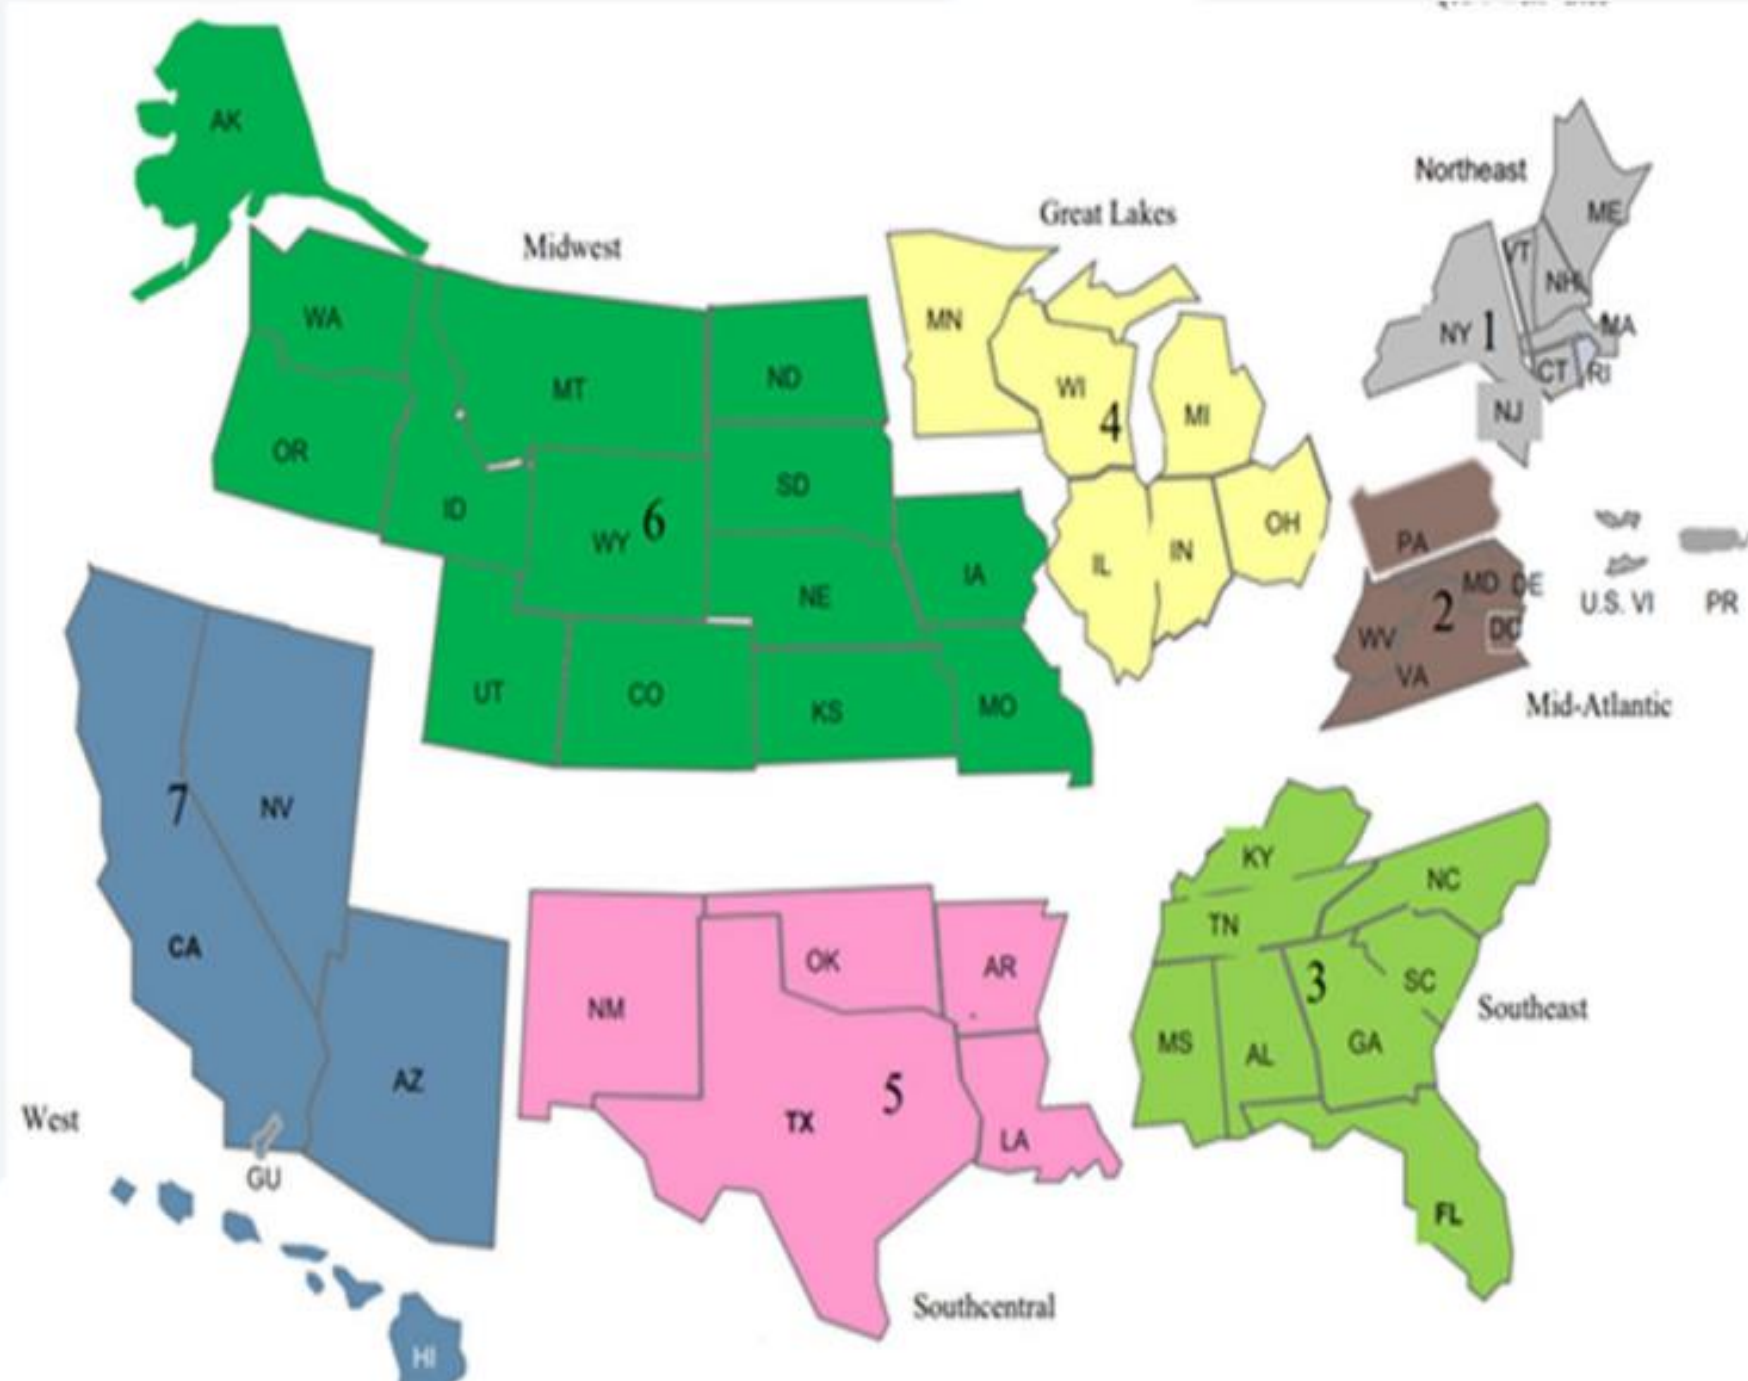 AK
Northeast
ME
Great Lakes
Midwest
VT
NH
WA
MN
MA
NY 1
CT
RI
ND
MT
WI
4
MI
NJ
OR
SD
ID
WY 6
OH
PA
IL
IN
IA
NE
MD
DE
2
U.S. VI
PR
DC
WV
VA
UT
CO
KS
MO
Mid-Atlantic
7
NV
KY
NC
TN
CA
OK
AR
3
SC
NM
Southeast
MS
AL
GA
AZ
5
TX
West
LA
GU
FL
Southcentral
HI